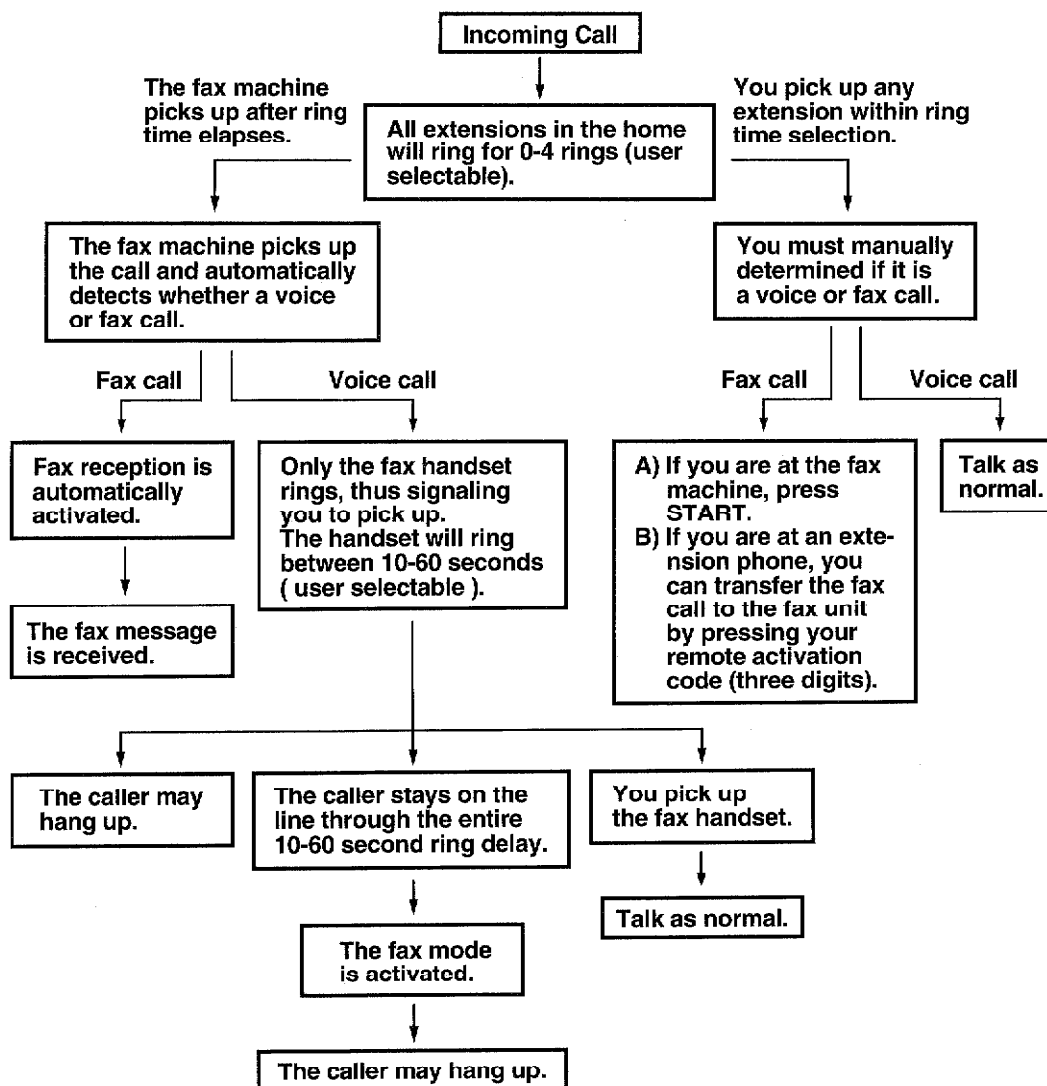 Incoming Call
The fax machine
picks up after ring
time elapses.
You pick up any
extension within ring
time selection.
All extensions in the home
will ring for 0-4 rings (user
selectable).
The fax machine picks up
the call and automatically
detects whether a voice
or fax call.
You must manually
determined if it is
a voice or fax call.
Fax call
Voice call
Fax call
Voice call
Fax reception is
automatically
activated.
Only the fax handset
rings, thus signaling
you to pick up.
The handset will ring
between 10-60 seconds
( user selectable ).
A) If you are at the fax
machine, press
START.
B) If you are at an exte-
nsion phone, you
can transfer the fax
call to the fax unit
by pressing your
remote activation
code (three digits).
Talk as
normal.
The fax message
is received.
The caller may
hang up.
The caller stays on the
line through the entire
10-60 second ring delay.
You pick up
the fax handset.
Talk as normal.
The fax mode
is activated.
The caller may hang up.